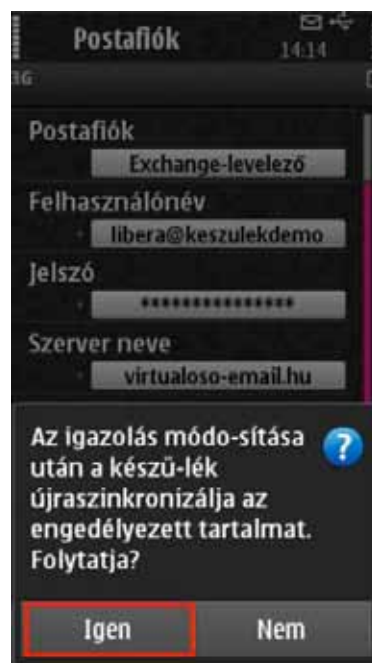 Postafiók
14:14
3G
Postafiók
Exchange-levelező
Felhasználónév
libera@keszulekdemo
Jelszó
***************
Szerver neve
virtualoso-email.hu
Az igazolás módo-sítása
után a készü-lék
újraszinkronizálja az
engedélyezett tartalmat.
Folytatja?
Igen
Nem